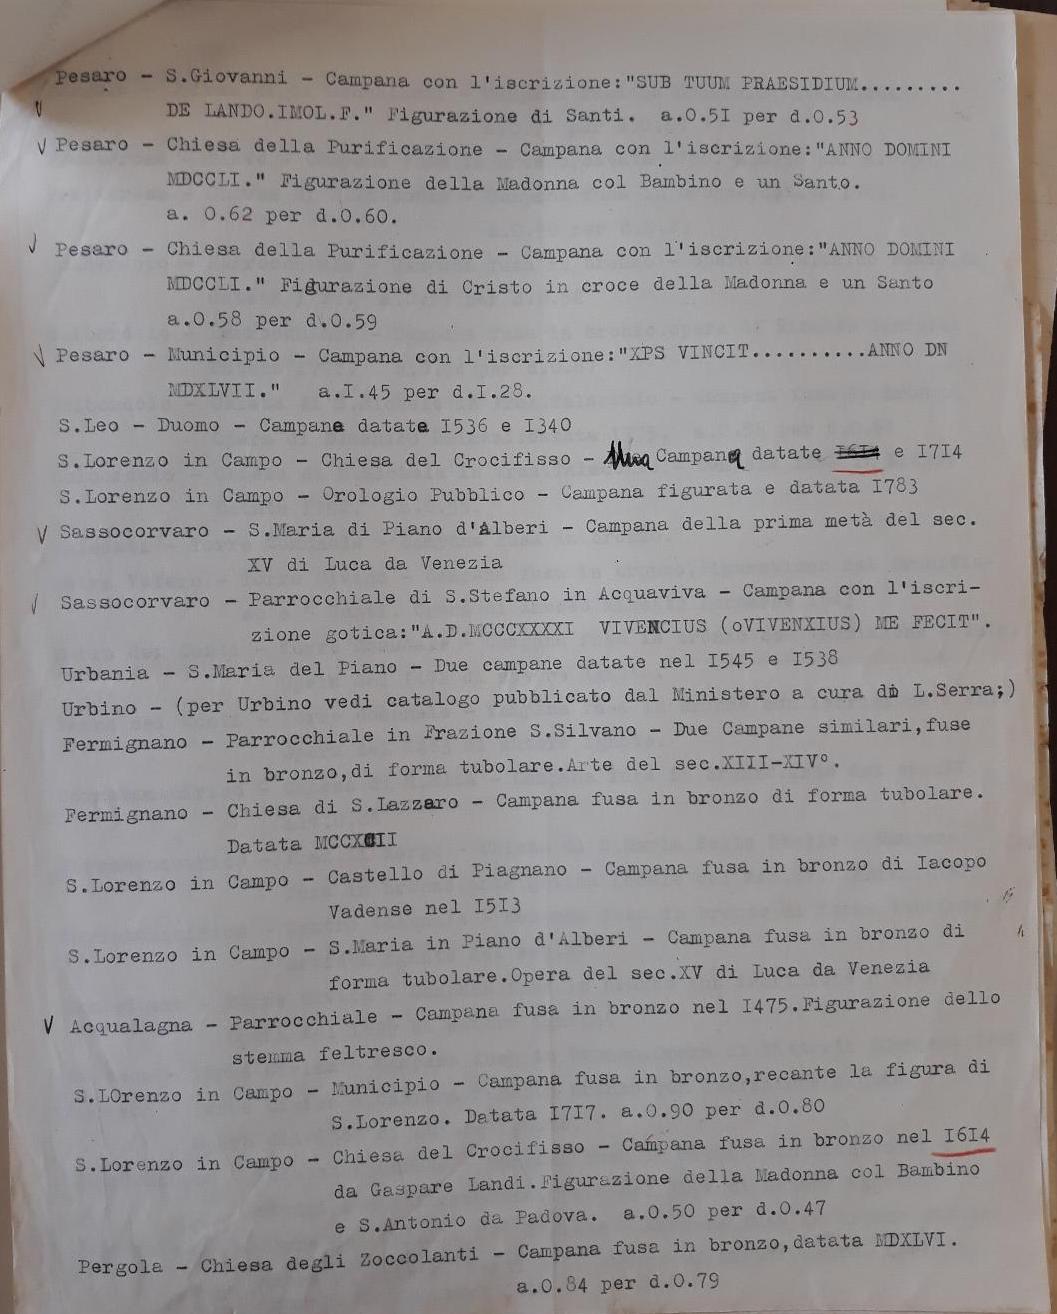 Pesaro - S.Giovanni - Campana con l'iscrizione:"SUB TUUM PRAESIDIUM.........
DE LANDO.IMOL.F." Figurazione di Santi. a.0.5I per d.0.53
Pesaro - Chiesa della Purificazione - Campana con l'iscrizione:"ANNO DOMINI
MDCCLI." Figurazione della Madonna col Bambino e un Santo.
a. 0.62 per d.0.60.
Pesaro - Chiesa della Purificazione - Campana con l'iscrizione:"ANNO DOMINI
MDCCLI." Figurazione di Cristo in croce della Madonna e un Santo
a.0.58 per d.0.59
Pesaro - Municipio - Campana con l'iscrizione:"XPS VINCIT..........ANNO DN
MDXLVII." a.I.45 per d.I.28.
S.Leo - Duomo - Campane datate I536 e I340
S.Lorenzo in Campo - Chiesa del Crocifisso - Una Campana datate I6I4 e I7I4
S.Lorenzo in Campo - Orologio Pubblico - Campana figurata e datata I783
Sassocorvaro - S.Maria di Piano d'Alberi - Campana della prima metà del sec.
XV di Luca da Venezia
Sassocorvaro - Parrocchiale di S.Stefano in Acquaviva - Campana con l'iscri-
zione gotica:"A.D.MCCCXXXXI VIVENCIUS (oVIVENXIUS) ME FECIT".
Urbania - S.Maria del Piano - Due campane datate nel I545 e I538
Urbino - (per Urbino vedi catalogo pubblicato dal Ministero a cura di L.Serra;)
Fermignano - Parrocchiale in Frazione S.Silvano - Due Campane similari,fuse
in bronzo,di forma tubolare.Arte del sec.XIII-XIV°.
Fermignano - Chiesa di S.Lazzaro - Campana fusa in bronzo di forma tubolare.
Datata MCCXCII
S.Lorenzo in Campo - Castello di Piagnano - Campana fusa in bronzo di Iacopo
Vadense nel I5I3
S.Lorenzo in Campo - S.Maria in Piano d'Alberi - Campana fusa in bronzo di
forma tubolare.Opera del sec.XV di Luca da Venezia
Acqualagna - Parrocchiale - Campana fusa in bronzo nel I475.Figurazione dello
stemma feltresco.
S.LOrenzo in Campo - Municipio - Campana fusa in bronzo,recante la figura di
S.Lorenzo. Datata I7I7. a.0.90 per d.0.80
S.Lorenzo in Campo - Chiesa del Crocifisso - Campana fusa in bronzo nel I6I4
da Gaspare Landi.Figurazione della Madonna col Bambino
e S.Antonio da Padova. a.0.50 per d.0.47
Pergola - Chiesa degli Zoccolanti - Campana fusa in bronzo,datata MDXLVI.
a.0.84 per d.0.79